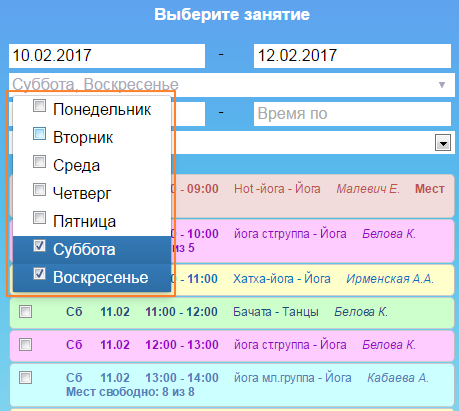 Выберите занятие
10.02.2017 - 12.02.2017
Суббота, Воскресенье
- Время по
Понедельник
Вторник
Среда
Четверг
Пятница
Суббота
Воскресенье
- 09:00 Hot-йога - Йога Малевич Е. Мест
- 10:00 йога ст.группа - Йога Белова К.
из 5
- 11:00 Хатха-йога - Йога Ирменская А.А.
Сб 11.02 11:00 - 12:00 Бачата - Танцы Белова К.
Сб 11.02 12:00 - 13:00 йога ст.группа - Йога Белова К.
Сб 11.02 13:00 - 14:00 йога мл.группа - Йога Кабаева А.
Мест свободно: 8 из 8